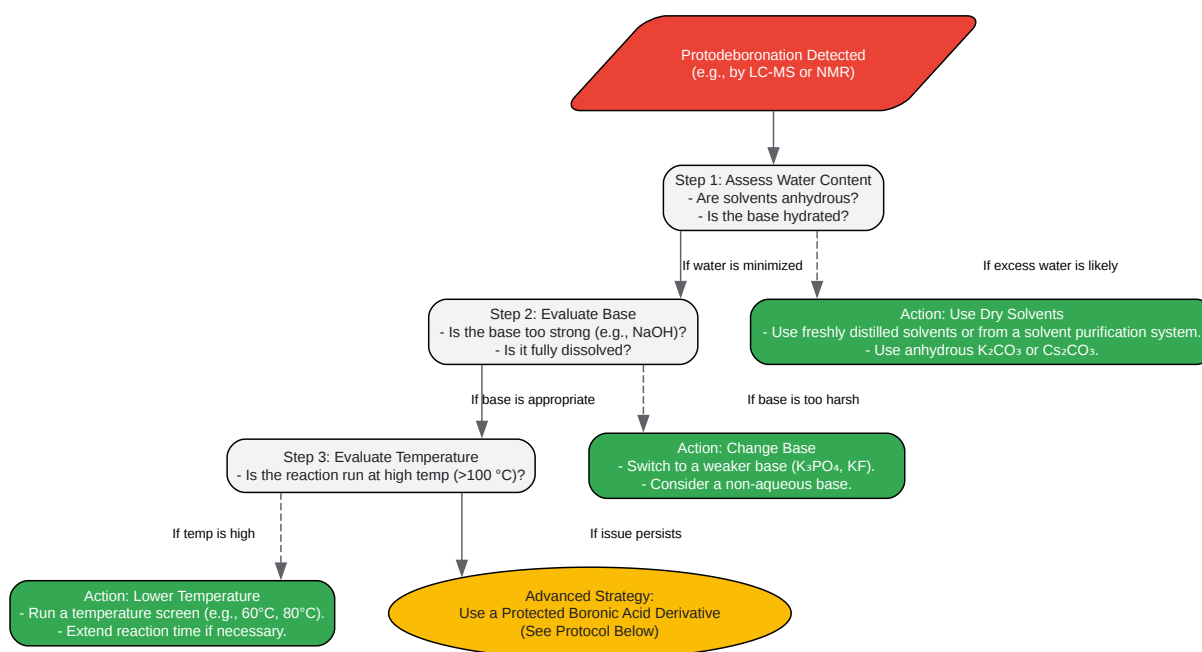 Protodeboronation Detected
(e.g., by LC-MS or NMR)
Step 1: Assess Water Content
- Are solvents anhydrous?
- Is the base hydrated?
If water is minimized
If excess water is likely
Step 2: Evaluate Base
- Is the base too strong (e.g., NaOH)?
- Is it fully dissolved?
Action: Use Dry Solvents
- Use freshly distilled solvents or from a solvent purification system.
- Use anhydrous K₂CO₃ or Cs₂CO₃.
If base is appropriate
If base is too harsh
Step 3: Evaluate Temperature
- Is the reaction run at high temp (>100 °C)?
Action: Change Base
- Switch to a weaker base (K₃PO₄, KF).
- Consider a non-aqueous base.
If temp is high
If issue persists
Action: Lower Temperature
- Run a temperature screen (e.g., 60°C, 80°C).
- Extend reaction time if necessary.
Advanced Strategy:
Use a Protected Boronic Acid Derivative
(See Protocol Below)